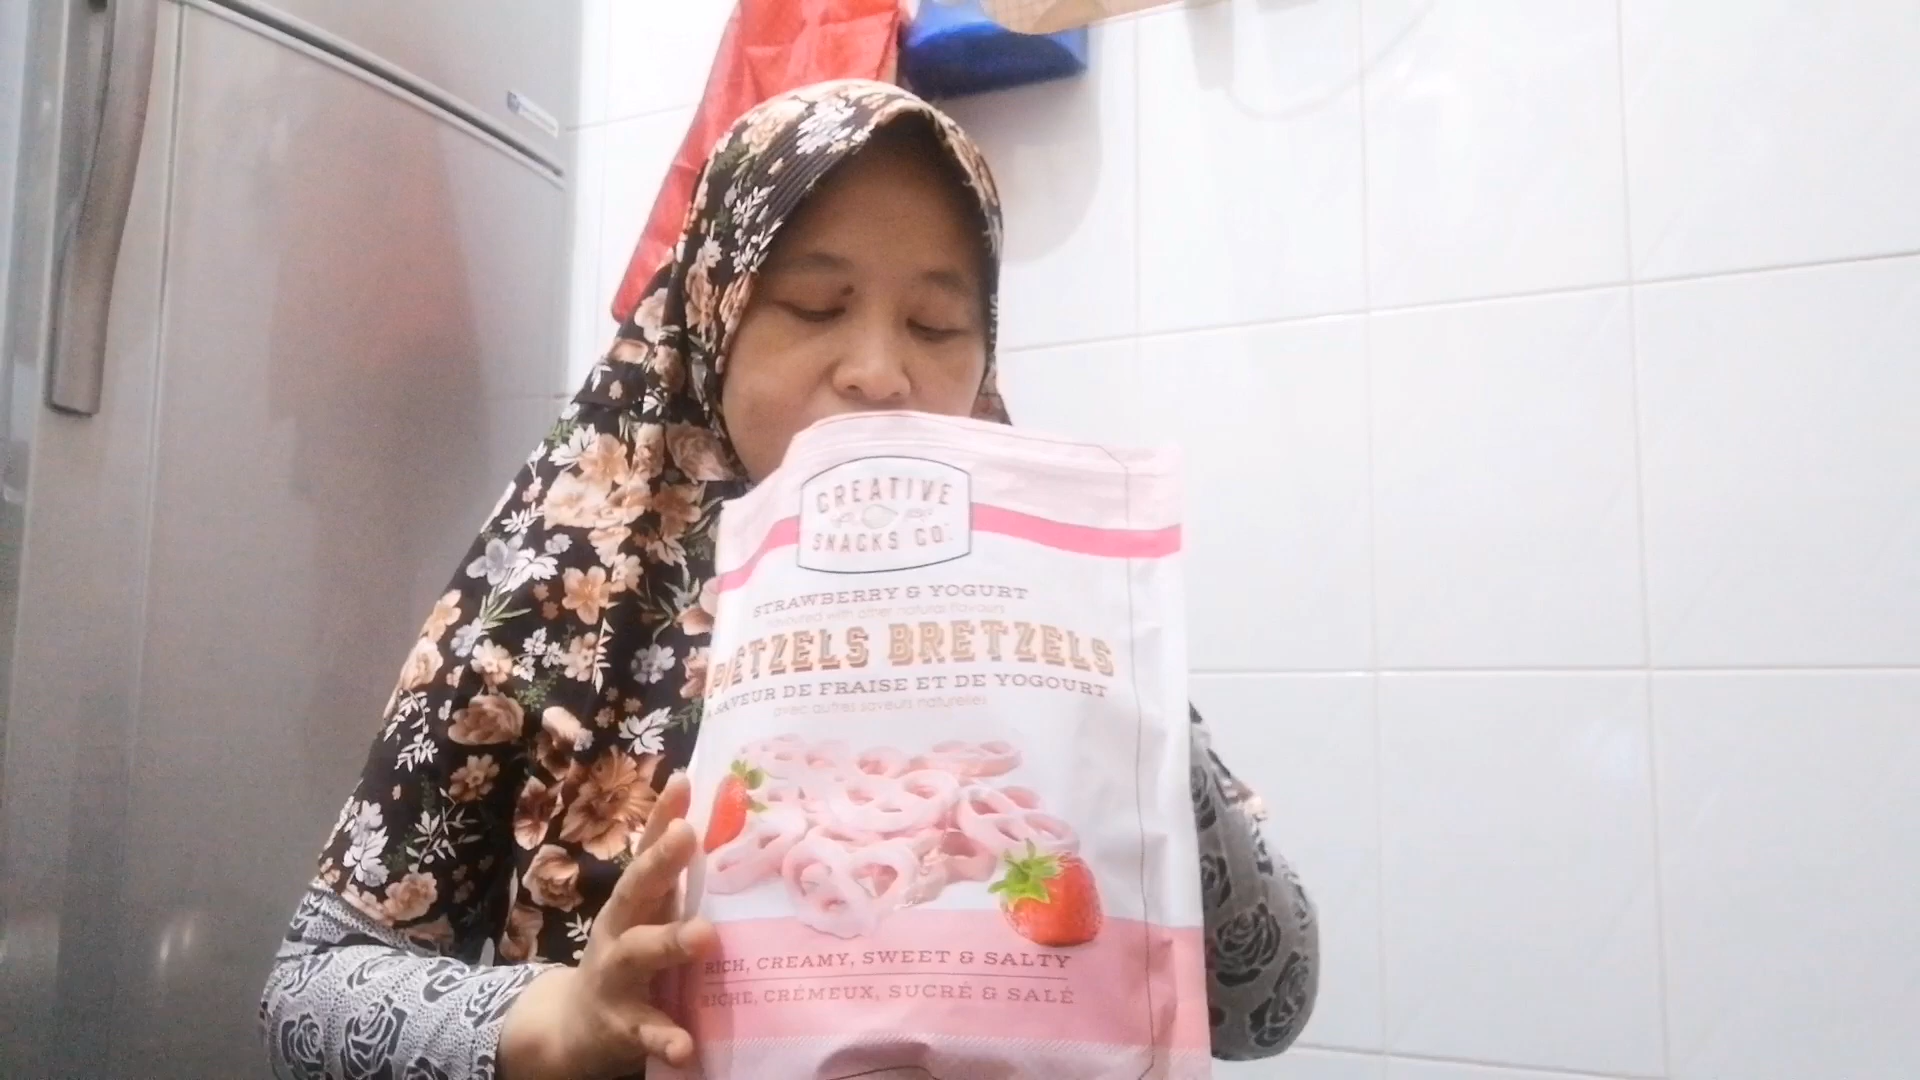 CREATIVE
SNACKS CO.
STRAWBERRY & YOGURT
flavoured with other natural flavours
PRETZELS BRETZELS
SAVEUR DE FRAISE ET DE YOGOURT
avec autres saveurs naturelles
RICH, CREAMY, SWEET & SALTY
RICHE, CRÉMEUX, SUCRÉ & SALÉ